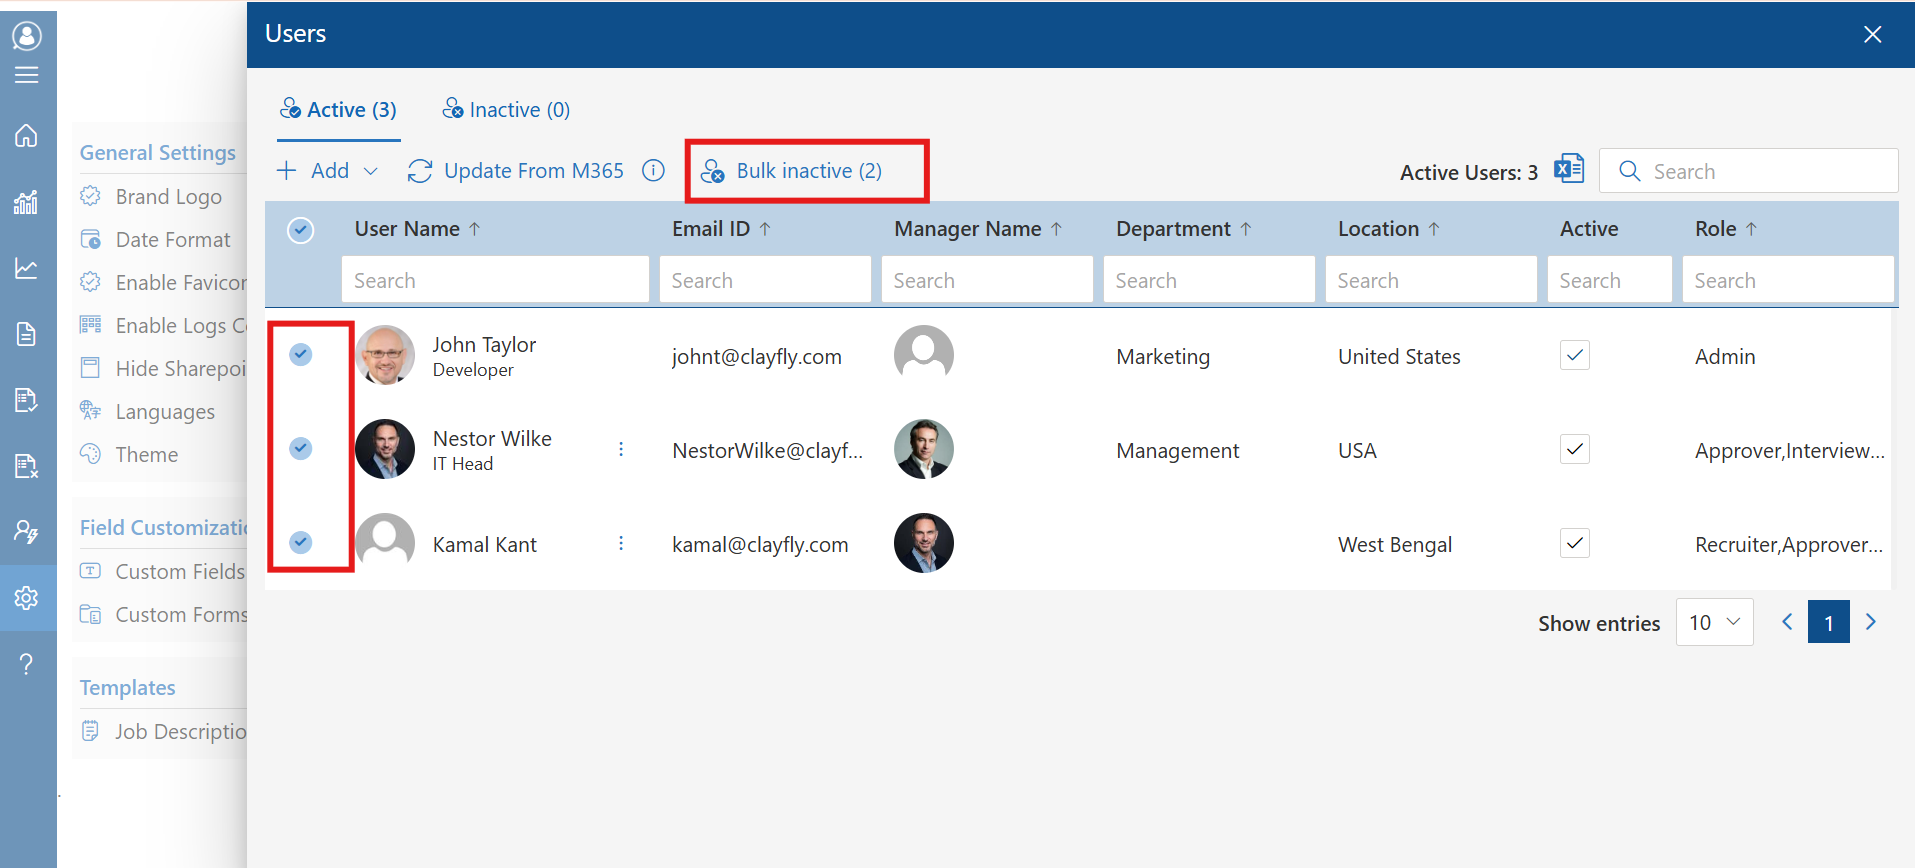 Users
Active (3)
Inactive (0)
Add
Update From M365
Bulk inactive (2)
Active Users: 3
Search
User Name
Email ID
Manager Name
Department
Location
Active
Role
Search
Search
Search
Search
Search
Search
Search
John Taylor
Developer
johnt@clayfly.com
Marketing
United States
Admin
Nestor Wilke
IT Head
NestorWilke@clayf...
Management
USA
Approver,Interview...
Kamal Kant
kamal@clayfly.com
West Bengal
Recruiter,Approver...
Show entries
10
1
General Settings
Brand Logo
Date Format
Enable Favicon
Enable Logs C
Hide Sharepoi
Languages
Theme
Field Customizatio
Custom Fields
Custom Forms
Templates
Job Descriptio